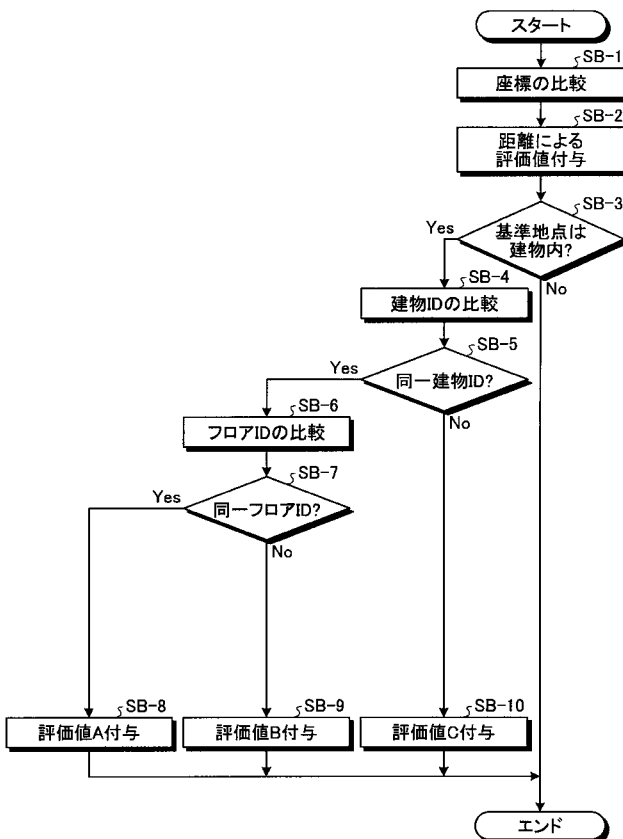 スタート
SB-1
座標の比較
SB-2
距離による
評価値付与
SB-3
基準地点は
建物内?
Yes
No
SB-4
建物IDの比較
SB-5
同一建物ID?
Yes
No
SB-6
フロアIDの比較
SB-7
同一フロアID?
Yes
No
SB-8
評価値A付与
SB-9
評価値B付与
SB-10
評価値C付与
エンド